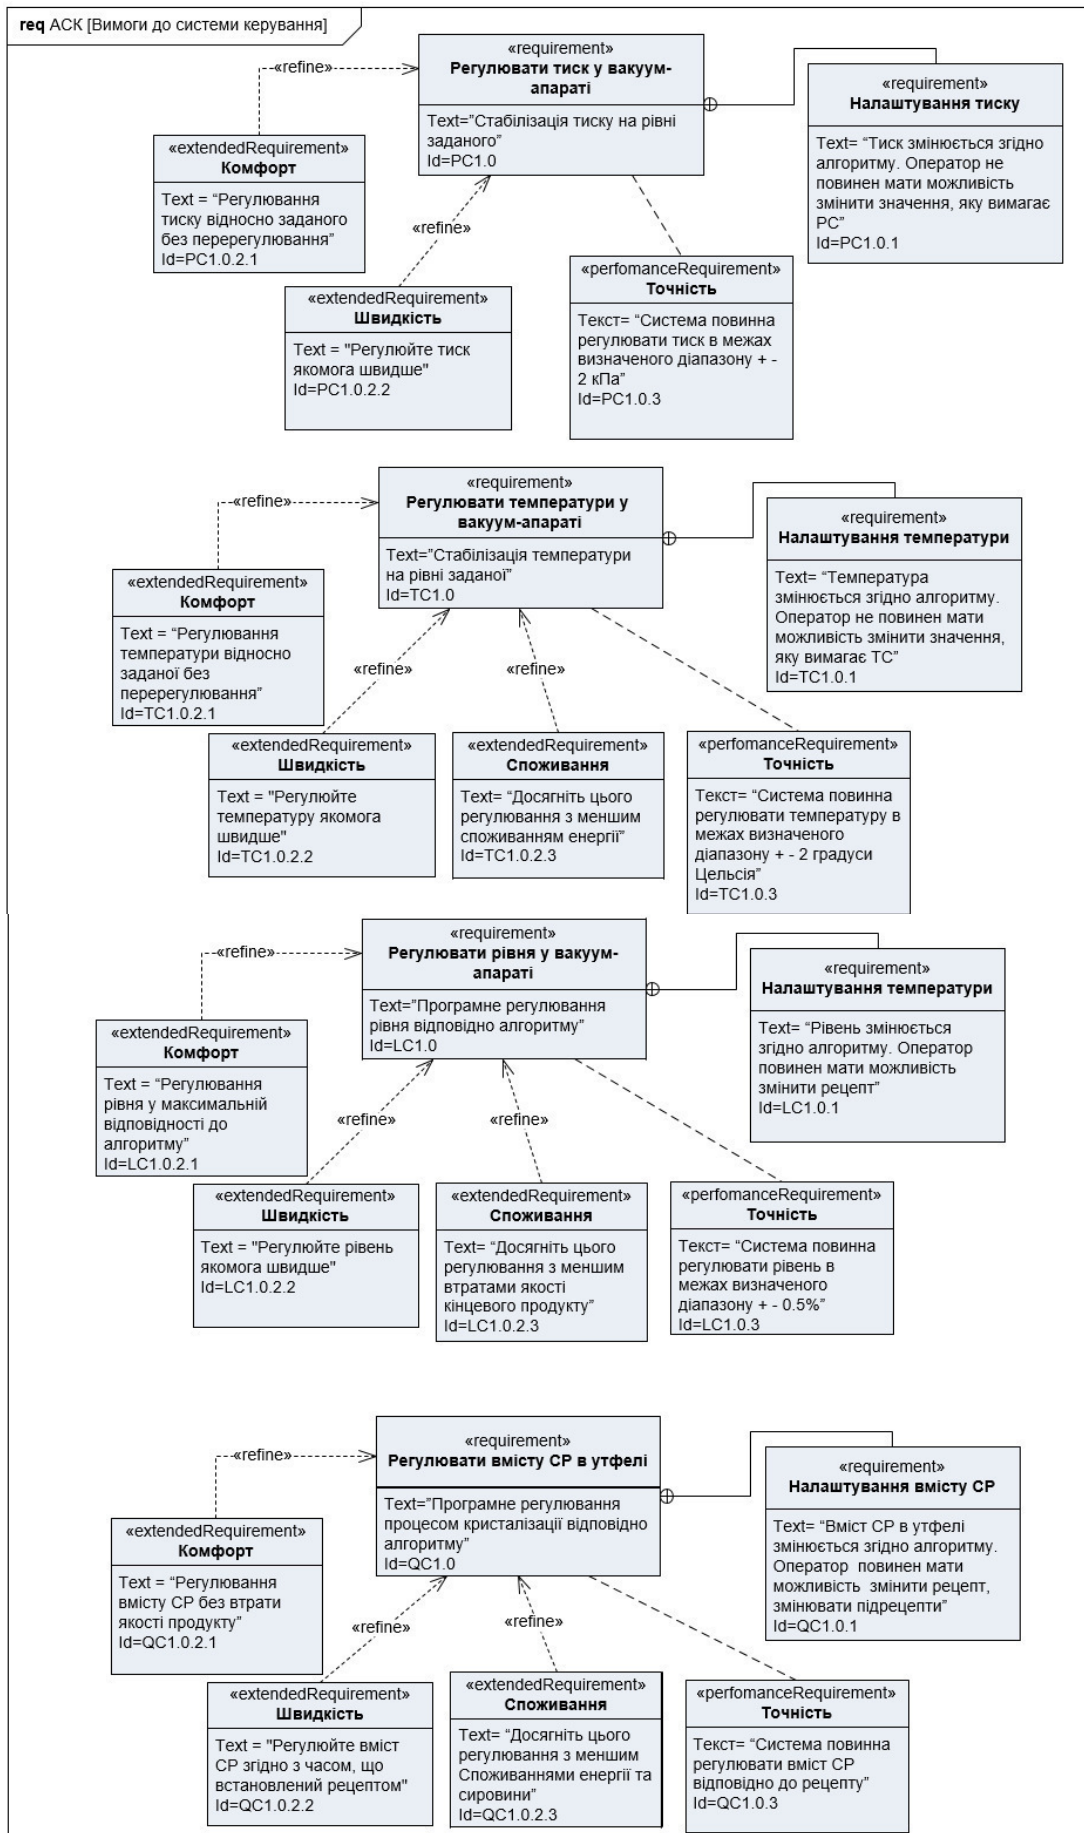 req АСК [Вимоги до системи керування]
«refine»
«requirement»
Регулювати тиск у вакуум-
апараті
Text=”Стабілізація тиску на рівні
заданого”
Id=PC1.0
«requirement»
Налаштування тиску
Text= “Тиск змінюється згідно
алгоритму. Оператор не
повинен мати можливість
змінити значення, яку вимагає
PC”
Id=PC1.0.1
«extendedRequirement»
Комфорт
Text = “Регулювання
тиску відносно заданого
без перерегулювання”
Id=PC1.0.2.1
«refine»
«extendedRequirement»
Швидкість
Text = "Регулюйте тиск
якомога швидше"
Id=PC1.0.2.2
«perfomanceRequirement»
Точність
Текст= “Система повинна
регулювати тиск в межах
визначеного діапазону + -
2 кПа”
Id=PC1.0.3
«refine»
«requirement»
Регулювати температури у
вакуум-апараті
Text=”Стабілізація температури
на рівні заданої”
Id=TC1.0
«requirement»
Налаштування температури
Text= “Температура
змінюється згідно алгоритму.
Оператор не повинен мати
можливість змінити значення,
яку вимагає TC”
Id=TC1.0.1
«extendedRequirement»
Комфорт
Text = “Регулювання
температури відносно
заданої без
перерегулювання”
Id=TC1.0.2.1
«refine»
«refine»
«extendedRequirement»
Швидкість
Text = "Регулюйте
температуру якомога
швидше"
Id=TC1.0.2.2
«extendedRequirement»
Споживання
Text= “Досягніть цього
регулювання з меншим
споживанням енергії”
Id=TC1.0.2.3
«perfomanceRequirement»
Точність
Текст= “Система повинна
регулювати температуру в
межах визначеного
діапазону + - 2 градуси
Цельсія”
Id=TC1.0.3
«refine»
«requirement»
Регулювати рівня у вакуум-
апараті
Text=”Програмне регулювання
рівня відповідно алгоритму”
Id=LC1.0
«requirement»
Налаштування температури
Text= “Рівень змінюється
згідно алгоритму. Оператор
повинен мати можливість
змінити рецепт”
Id=LC1.0.1
«extendedRequirement»
Комфорт
Text = “Регулювання
рівня у максимальній
відповідності до
алгоритму”
Id=LC1.0.2.1
«refine»
«refine»
«extendedRequirement»
Швидкість
Text = "Регулюйте рівень
якомога швидше"
Id=LC1.0.2.2
«extendedRequirement»
Споживання
Text= “Досягніть цього
регулювання з меншим
втратами якості
кінцевого продукту”
Id=LC1.0.2.3
«perfomanceRequirement»
Точність
Текст= “Система повинна
регулювати рівень в
межах визначеного
діапазону + - 0.5%”
Id=LC1.0.3
«refine»
«requirement»
Регулювати вмісту СР в утфелі
Text=”Програмне регулювання
процесом кристалізації відповідно
алгоритму”
Id=QC1.0
«requirement»
Налаштування вмісту СР
Text= “Вміст СР в утфелі
змінюється згідно алгоритму.
Оператор повинен мати
можливість змінити рецепт,
змінювати підрецепти”
Id=QC1.0.1
«extendedRequirement»
Комфорт
Text = “Регулювання
вмісту СР без втрати
якості продукту”
Id=QC1.0.2.1
«refine»
«refine»
«extendedRequirement»
Швидкість
Text = "Регулюйте вміст
СР згідно з часом, що
встановлений рецептом"
Id=QC1.0.2.2
«extendedRequirement»
Споживання
Text= “Досягніть цього
регулювання з меншим
Споживаннями енергії та
сировини”
Id=QC1.0.2.3
«perfomanceRequirement»
Точність
Текст= “Система повинна
регулювати вміст СР
відповідно до рецепту”
Id=QC1.0.3